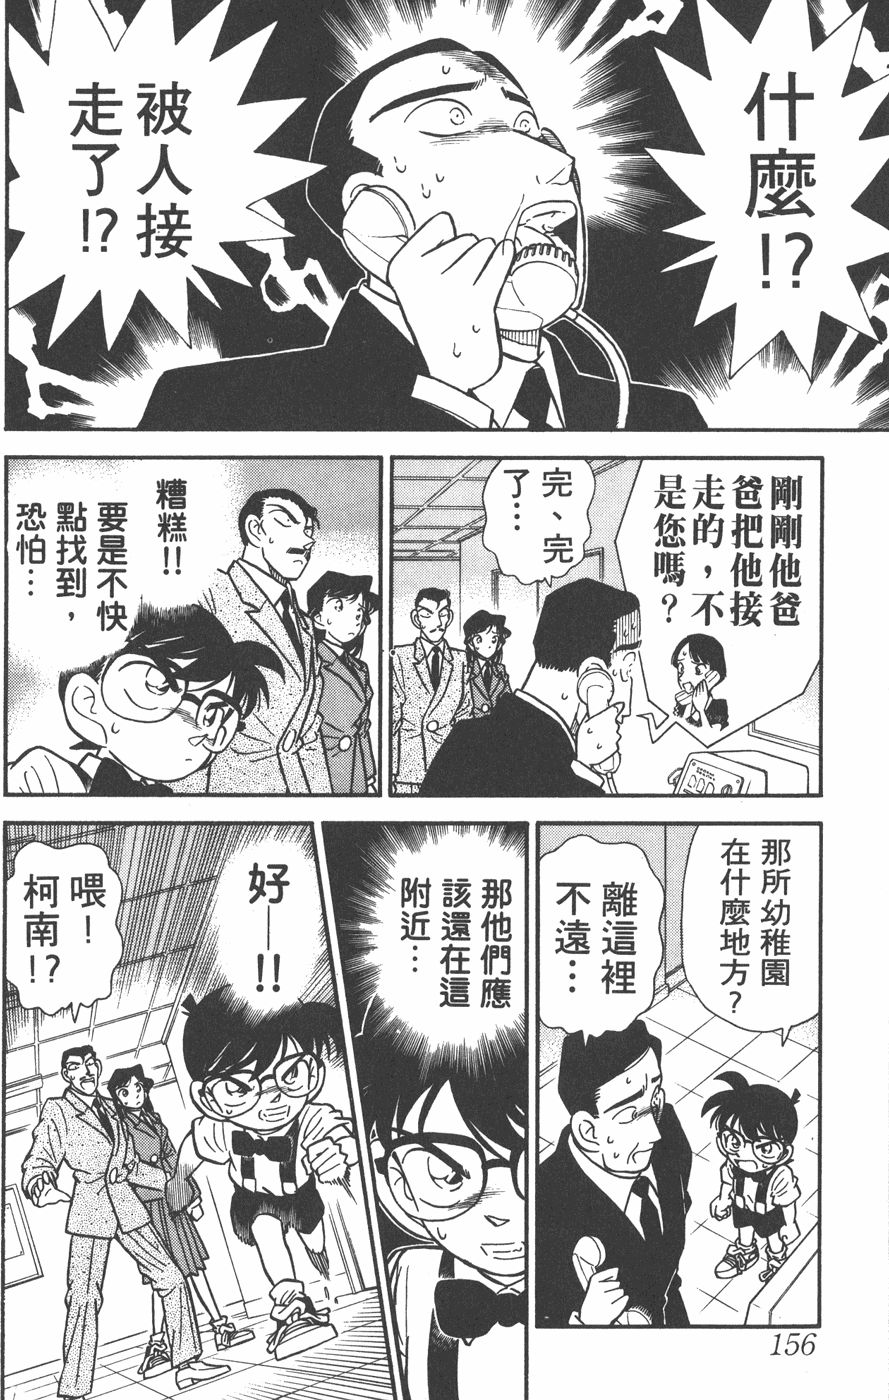 什麼!?
被人接
走了!?
剛剛他爸
爸把他接
走的，不
是您嗎？
完、完
了…
糟糕!!
要是不快
點找到，
恐怕…
那所幼稚園
在什麼地方？
離這裡
不遠…
那他們應
該還在這
附近…
好—!!
喂！
柯南!?
156